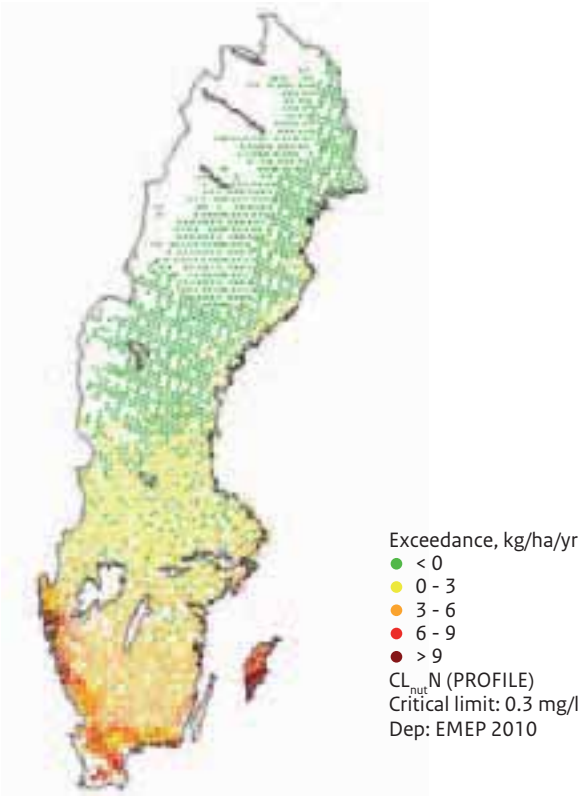 Exceedance, kg/ha/yr
< 0
0 - 3
3 - 6
6 - 9
> 9
CL_nut N (PROFILE)
Critical limit: 0.3 mg/l
Dep: EMEP 2010